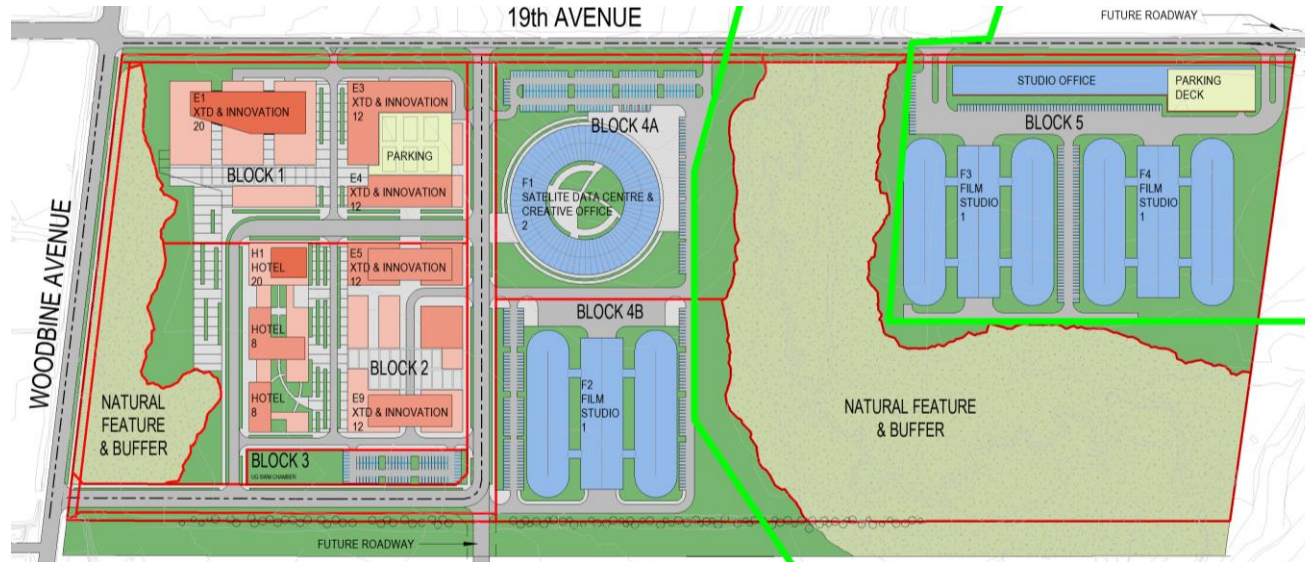 19th AVENUE
FUTURE ROADWAY
WOODBINE AVENUE
E1
XTD & INNOVATION
20
E3
XTD & INNOVATION
12
PARKING
BLOCK 1
E4
XTD & INNOVATION
12
BLOCK 4A
F1
SATELITE DATA CENTRE &
CREATIVE OFFICE
2
STUDIO OFFICE
PARKING
DECK
BLOCK 5
F3
FILM
STUDIO
1
F4
FILM
STUDIO
1
H1
HOTEL
20
HOTEL
8
HOTEL
8
E5
XTD & INNOVATION
12
BLOCK 2
E9
XTD & INNOVATION
12
BLOCK 4B
F2
FILM
STUDIO
1
NATURAL
FEATURE
& BUFFER
NATURAL FEATURE
& BUFFER
BLOCK 3
UG SWM CHAMBER
FUTURE ROADWAY